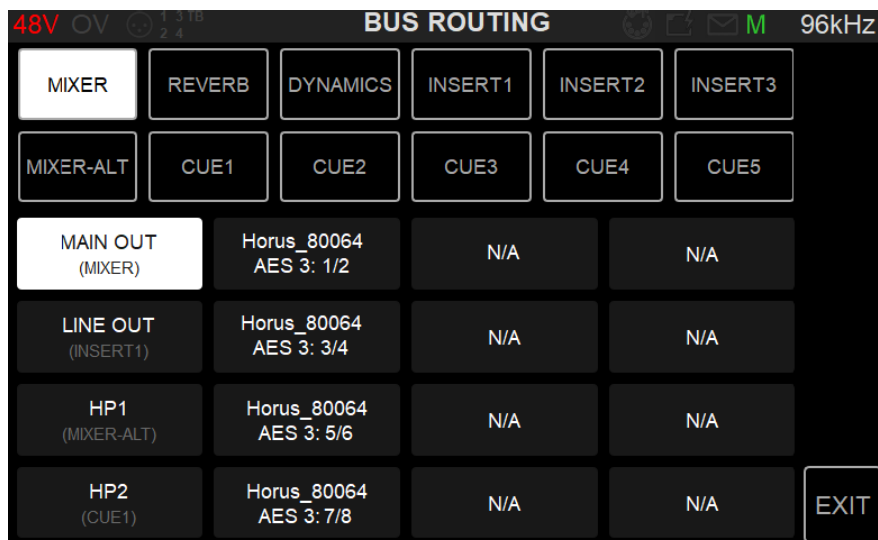 48V OV 1 3 TB BUS ROUTING M 96kHz
2 4
MIXER REVERB DYNAMICS INSERT1 INSERT2 INSERT3
MIXER-ALT CUE1 CUE2 CUE3 CUE4 CUE5
MAIN OUT Horus_80064 N/A N/A
(MIXER) AES 3: 1/2
LINE OUT Horus_80064 N/A N/A
(INSERT1) AES 3: 3/4
HP1 Horus_80064 N/A N/A
(MIXER-ALT) AES 3: 5/6
HP2 Horus_80064 N/A N/A EXIT
(CUE1) AES 3: 7/8